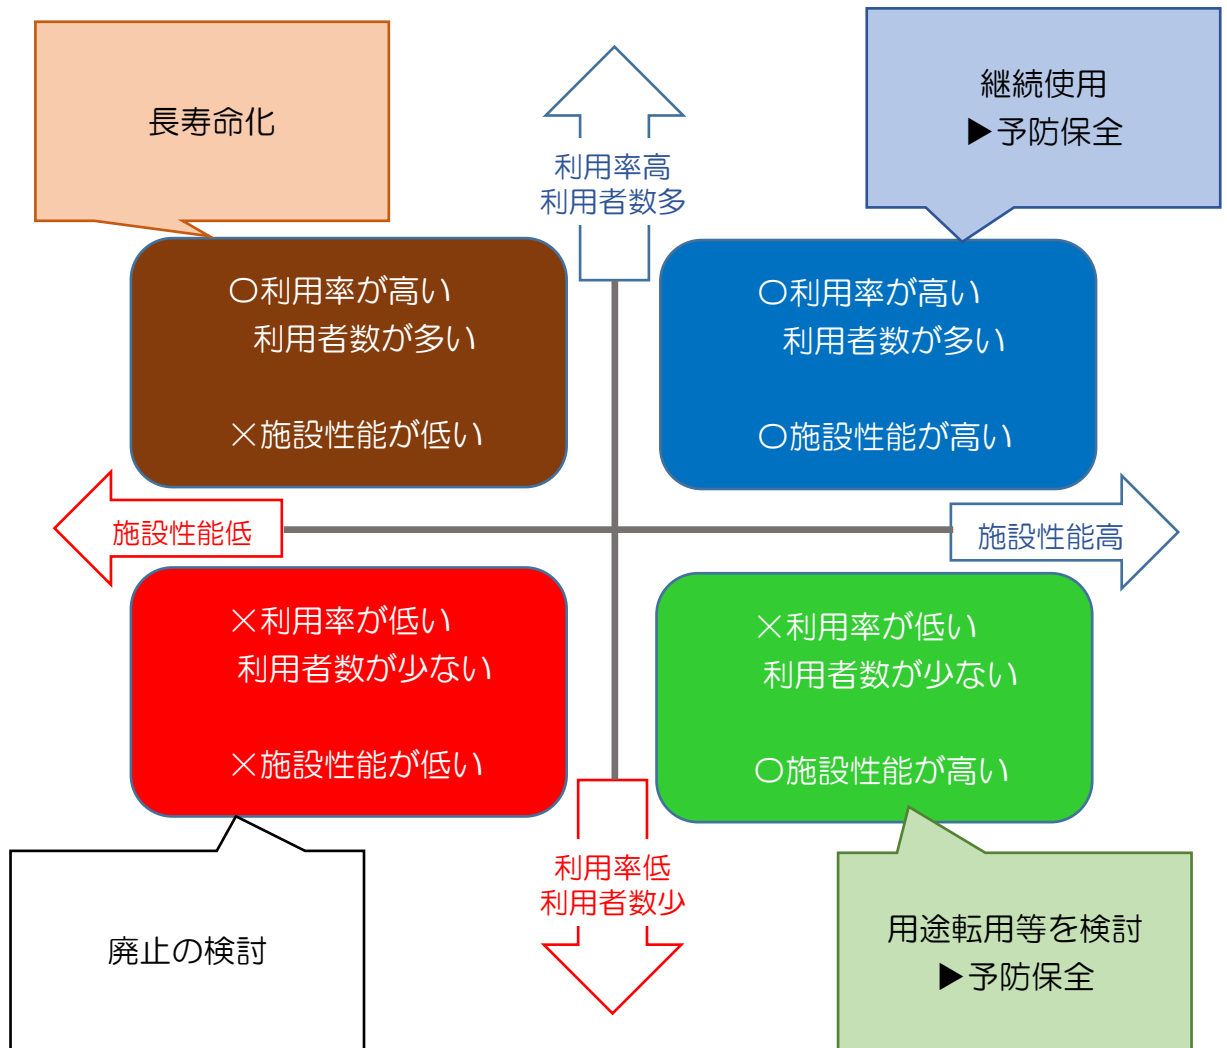 長寿命化
継続使用
▶予防保全
利用率高
利用者数多
〇利用率が高い
利用者数が多い
×施設性能が低い
〇利用率が高い
利用者数が多い
〇施設性能が高い
施設性能低
施設性能高
×利用率が低い
利用者数が少ない
×施設性能が低い
×利用率が低い
利用者数が少ない
〇施設性能が高い
利用率低
利用者数少
廃止の検討
用途転用等を検討
▶予防保全